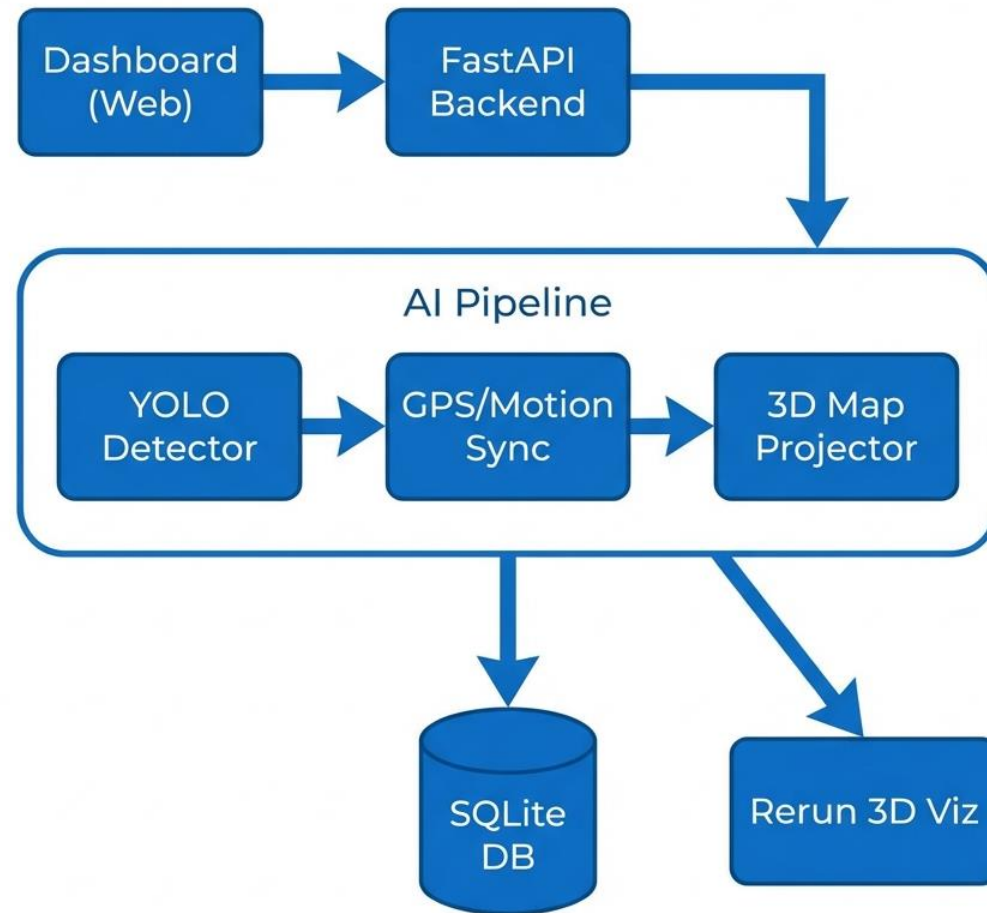 Dashboard
(Web)
FastAPI
Backend
AI Pipeline
YOLO
Detector
GPS/Motion
Sync
3D Map
Projector
SQLite
DB
Rerun 3D Viz